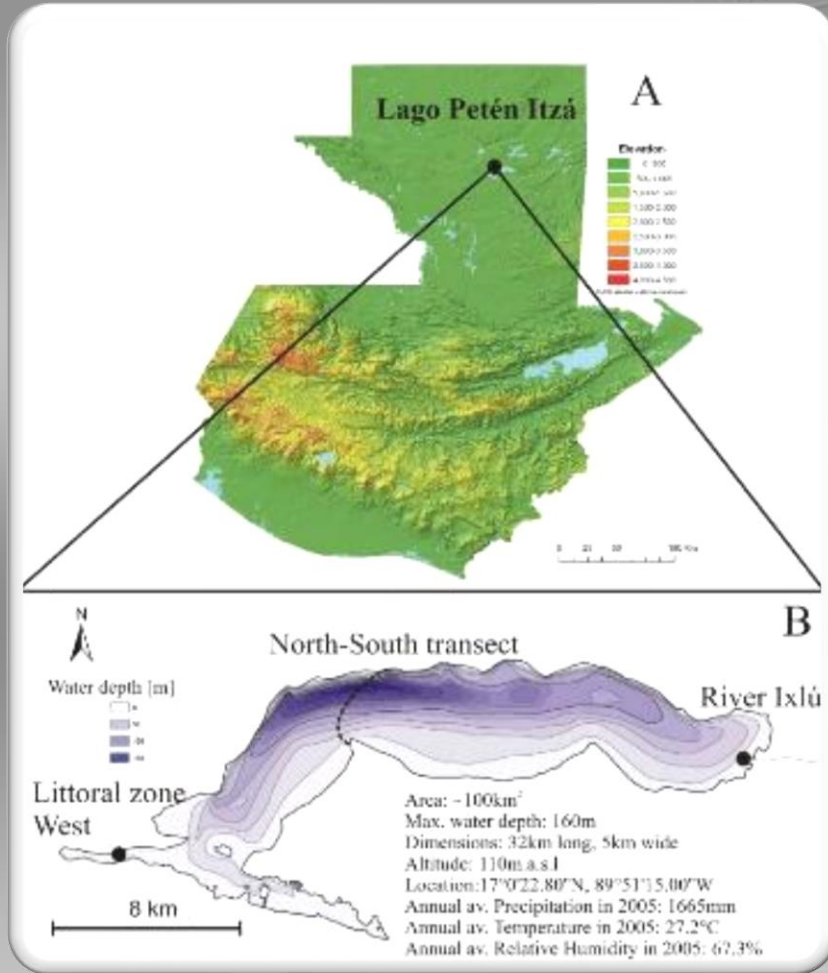 Lago Petén Itzá
A
Elevation
B
N
North-South transect
Water depth [m]
River Ixlú
Littoral zone
West
8 km
Area: ~100km²
Max. water depth: 160m
Dimensions: 32km long, 5km wide
Altitude: 110m a.s.l
Location:17°0'22.80"N, 89°51'15.00"W
Annual av. Precipitation in 2005: 1665mm
Annual av. Temperature in 2005: 27.2°C
Annual av. Relative Humidity in 2005: 67.3%